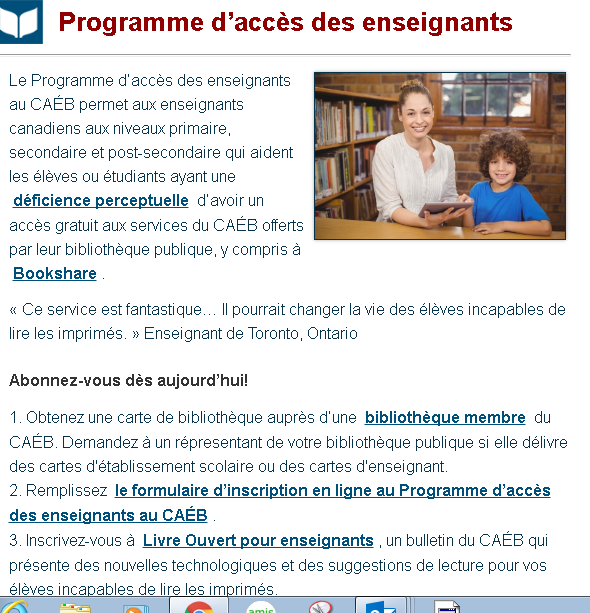 Programme d'accès des enseignants
Le Programme d'accès des enseignants
au CAÉB permet aux enseignants
canadiens aux niveaux primaire,
secondaire et post-secondaire qui aident
les élèves ou étudiants ayant une
déficience perceptuelle d'avoir un
accès gratuit aux services du CAÉB offerts
par leur bibliothèque publique, y compris à
Bookshare .
« Ce service est fantastique… Il pourrait changer la vie des élèves incapables de
lire les imprimés. » Enseignant de Toronto, Ontario
Abonnez-vous dès aujourd'hui!
1. Obtenez une carte de bibliothèque auprès d'une bibliothèque membre du
CAÉB. Demandez à un répresentant de votre bibliothèque publique si elle délivre
des cartes d'établissement scolaire ou des cartes d'enseignant.
2. Remplissez le formulaire d'inscription en ligne au Programme d'accès
des enseignants au CAÉB .
3. Inscrivez-vous à Livre Ouvert pour enseignants , un bulletin du CAÉB qui
présente des nouvelles technologiques et des suggestions de lecture pour vos
élèves incapables de lire les imprimés.
amis